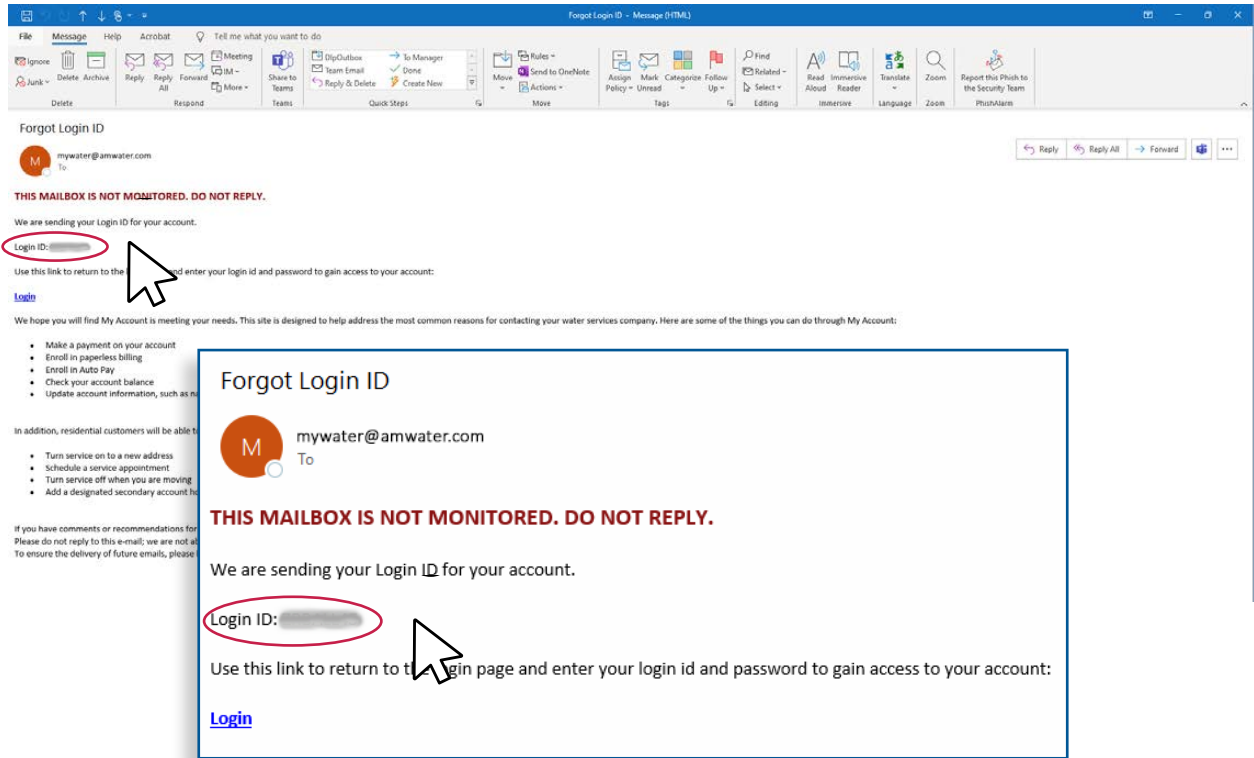 Forgot Login ID - Message (HTML)
File Message Help Acrobat Tell me what you want to do
Ignore
Junk
Delete Archive
Reply Reply All Forward
Meeting
IM
More
Share to Teams
DlpOutbox
Team Email
Reply & Delete
To Manager
Done
Create New
Move
Rules
Send to OneNote
Actions
Assign Policy Mark Unread Categorize Follow Up
Find
Related
Select
Read Aloud Immersive Reader
Translate
Zoom
Report this Phish to the Security Team
Delete Respond Teams Quick Steps Move Tags Editing Immersive Language Zoom PhishAlarm
Forgot Login ID
M
mywater@amwater.com
To
Reply Reply All Forward
THIS MAILBOX IS NOT MONITORED. DO NOT REPLY.
We are sending your Login ID for your account.
Login ID:
Use this link to return to the and enter your login id and password to gain access to your account:
Login
We hope you will find My Account is meeting your needs. This site is designed to help address the most common reasons for contacting your water services company. Here are some of the things you can do through My Account:
• Make a payment on your account
• Enroll in paperless billing
• Enroll in Auto Pay
• Check your account balance
• Update account information, such as
In addition, residential customers will be able
• Turn service on to a new address
• Schedule a service appointment
• Turn service off when you are moving
• Add a designated secondary account
If you have comments or recommendations for
Please do not reply to this e-mail; we are not
To ensure the delivery of future emails, please
Forgot Login ID
M
mywater@amwater.com
To
THIS MAILBOX IS NOT MONITORED. DO NOT REPLY.
We are sending your Login ID for your account.
Login ID:
Use this link to return to the login page and enter your login id and password to gain access to your account:
Login